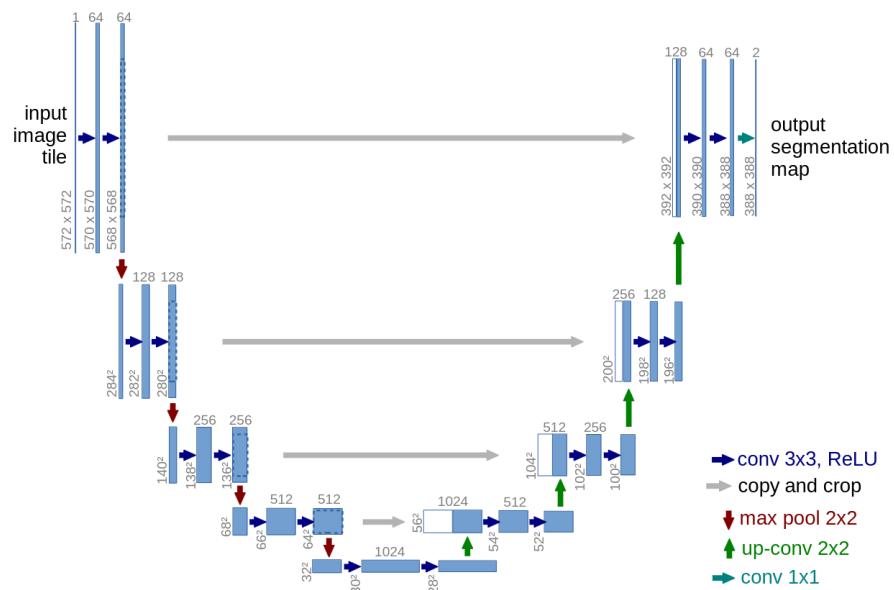 1 64 64
input
image
tile
572 x 572
570 x 570
568 x 568
128 64 64 2
output
segmentation
map
392 x 392
390 x 390
388 x 388
388 x 388
128 128
284²
282²
280²
256 128
200²
198²
196²
256 256
140²
138²
136²
512 256
104²
102²
100²
512 512
68²
66²
64²
1024 512
56²
54²
52²
1024
32²
30²
28²
conv 3x3, ReLU
copy and crop
max pool 2x2
up-conv 2x2
conv 1x1